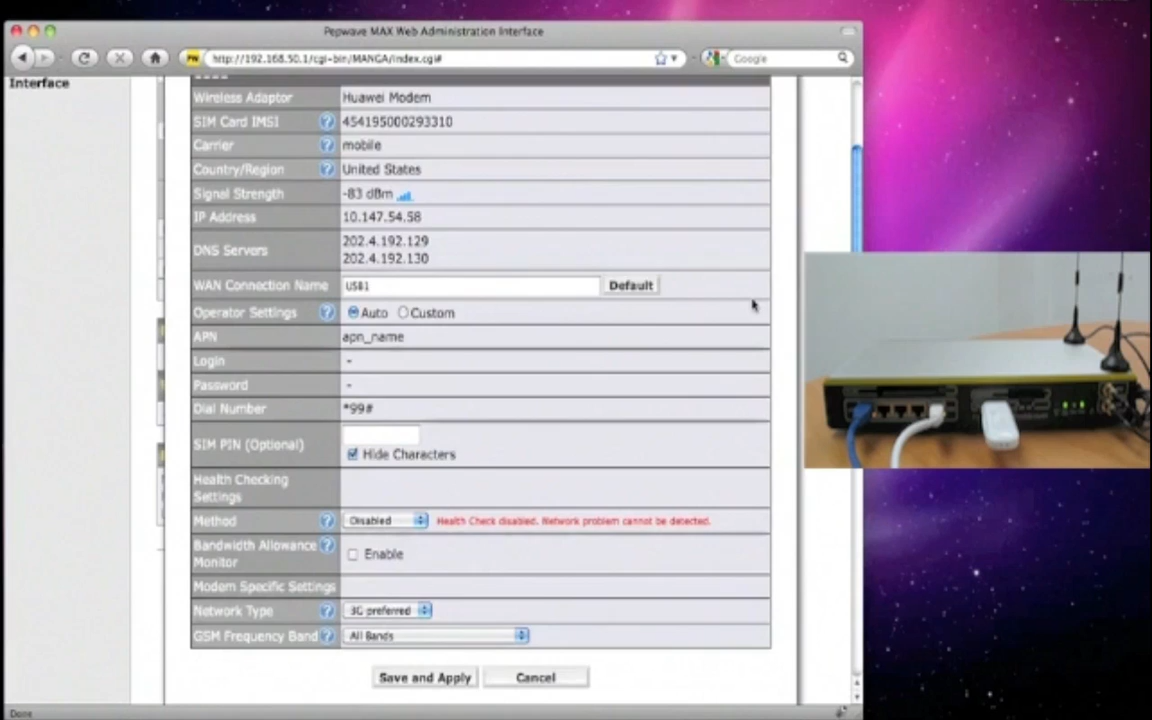 Pepwave MAX Web Administration Interface
http://192.168.50.1/cgi-bin/MANGA/index.cgi#
Google
Interface
Wireless Adaptor Huawei Modem
SIM Card IMSI ? 454195000293310
Carrier ? mobile
Country/Region ? United States
Signal Strength -83 dBm
IP Address 10.147.54.58
DNS Servers 202.4.192.129
202.4.192.130
WAN Connection Name USB1 Default
Operator Settings ? Auto Custom
APN apn_name
Login -
Password -
Dial Number *99#
SIM PIN (Optional)
Hide Characters
Health Checking
Settings
Method ? Disabled Health Check disabled. Network problem cannot be detected.
Bandwidth Allowance ?
Monitor Enable
Modem Specific Settings
Network Type ? 3G preferred
GSM Frequency Band ? All Bands
Save and Apply Cancel
Done